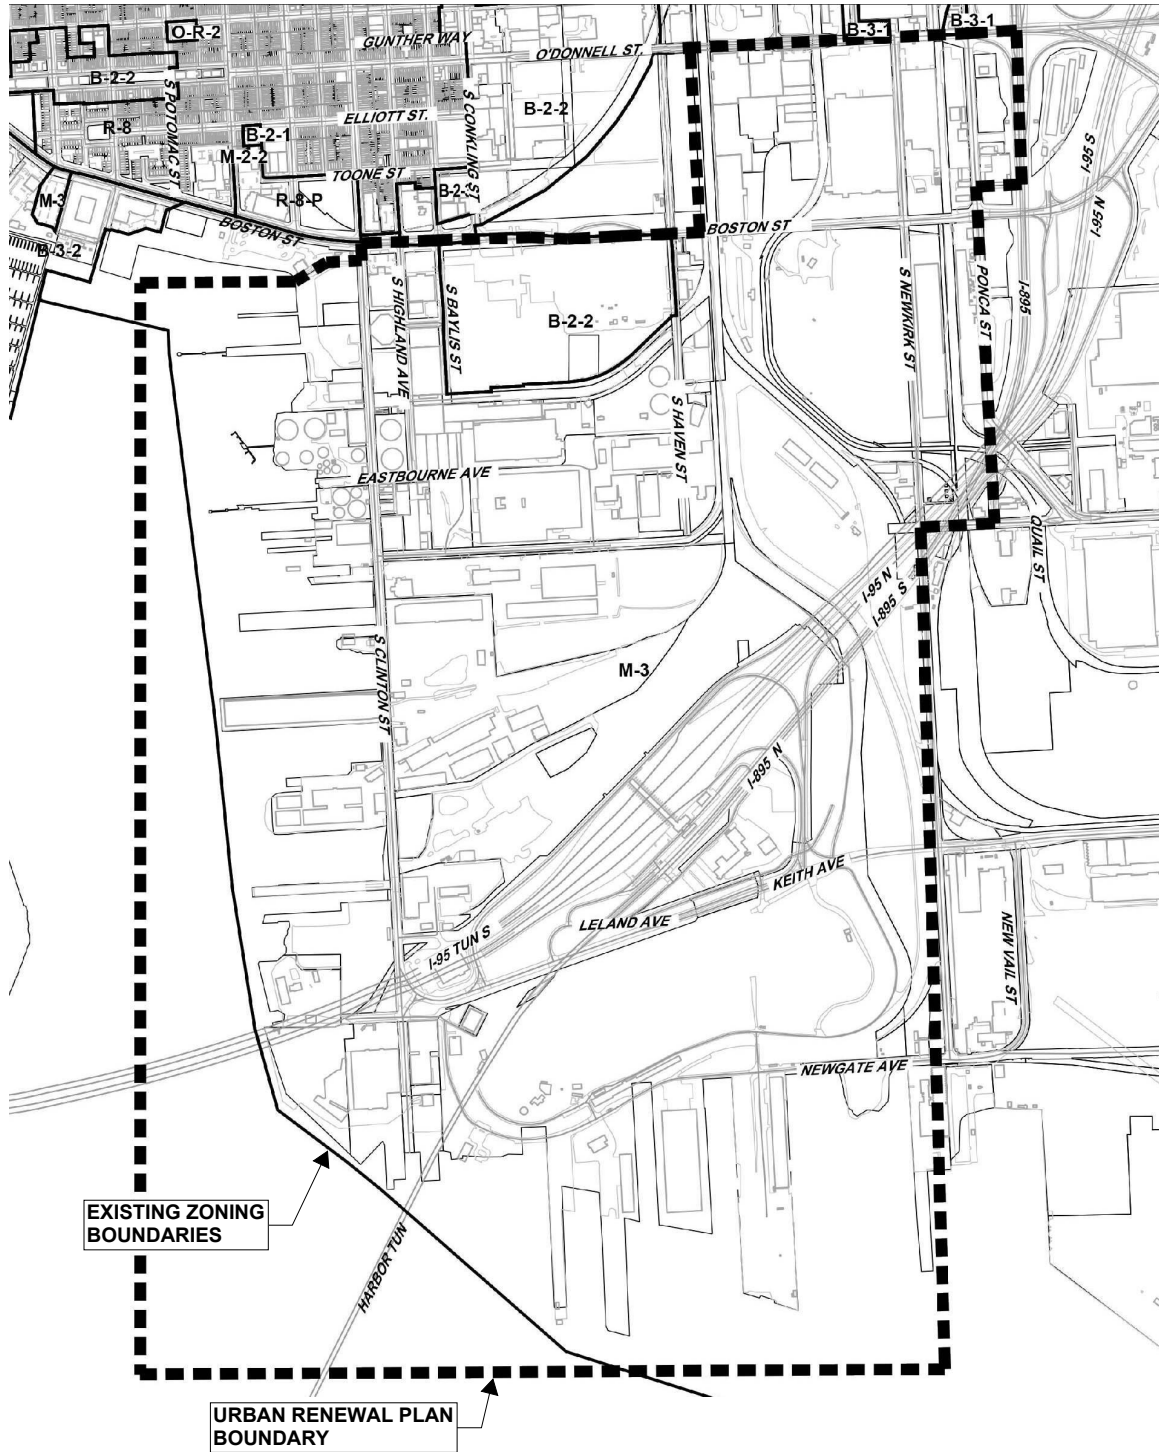 O-R-2
GUNTHER WAY
B-3-1
B-3-1
O'DONNELL ST.
B-2-2
S POTOMAC ST
S CONKLING ST
B-2-2
ELLIOTT ST.
R-8
B-2-1
M-2-2
TOONE ST
I-95 S
N 56-I
M-3
R-8-P
B-2-
BOSTON ST
BOSTON ST
B-3-2
S HIGHLAND AVE
S BAYLIS ST
B-2-2
S NEWKIRK ST
PONCA ST
I-895
S HAVEN ST
EASTBOURNE AVE
QUAIL ST
I-95 N
I-895 S
S CLINTON ST
M-3
I-895 N
KEITH AVE
LELAND AVE
I-95 TUN S
NEW VAIL ST
NEWGATE AVE
EXISTING ZONING
BOUNDARIES
HARBOR TUN
URBAN RENEWAL PLAN
BOUNDARY